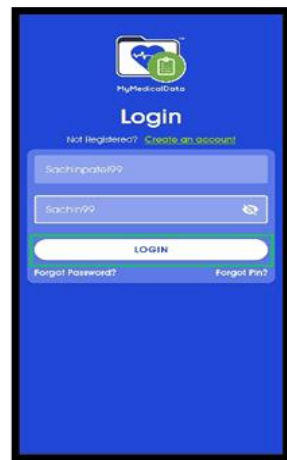 MyMedicalData
Login
Not Registered? Create an account
Sachinpatel99
Sachin99
LOGIN
Forgot Password? Forgot Pin?